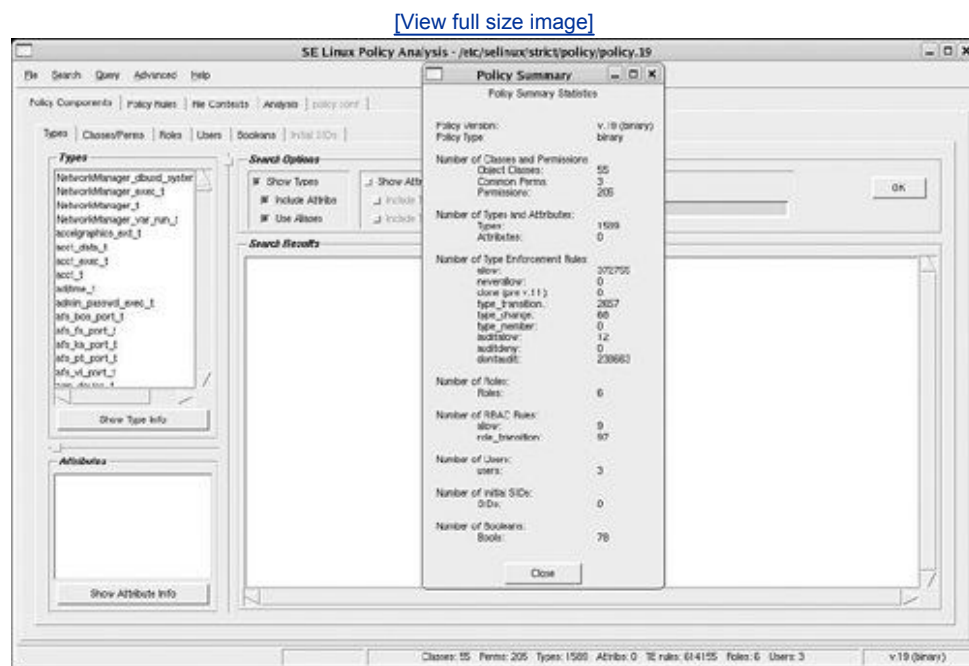 [View full size image]
SE Linux Policy Analysis - /etc/selinux/strict/policy/policy.19
File Search Query Advanced Help
Policy Components Policy Rules File Contexts Analysis policy.conf
Types Classes/Perms Roles Users Booleans Initial SIDs
Types
NetworkManager_dbusd_system
NetworkManager_exec_t
NetworkManager_t
NetworkManager_var_run_t
accelgraphics_ext_t
acct_data_t
acct_exec_t
acct_t
adjtime_t
admin_passwd_exec_t
afs_bos_port_t
afs_fs_port_t
afs_ka_port_t
afs_pt_port_t
afs_vl_port_t
Show Type Info
Attributes
Show Attribute Info
Search Options
Show Types
Include Attribs
Use Aliases
Show Attr
Include T
Include T
OK
Search Results
Policy Summary
Policy Summary Statistics
Policy Version: v.19 (binary)
Policy Type: binary
Number of Classes and Permissions
Object Classes: 55
Common Perms: 3
Permissions: 205
Number of Types and Attributes:
Types: 1589
Attributes: 0
Number of Type Enforcement Rules
allow: 372755
neverallow: 0
clone (pre v.11): 0
type_transition: 2657
type_change: 68
type_member: 0
auditallow: 12
auditdeny: 0
dontaudit: 238663
Number of Roles:
Roles: 6
Number of RBAC Rules:
allow: 9
role_transition: 97
Number of Users:
users: 3
Number of Initial SIDs:
SIDs: 0
Number of Booleans:
Bools: 78
Close
Classes: 55 Perms: 205 Types: 1589 Attribs: 0 TE rules: 614155 Roles: 6 Users: 3
v.19 (binary)